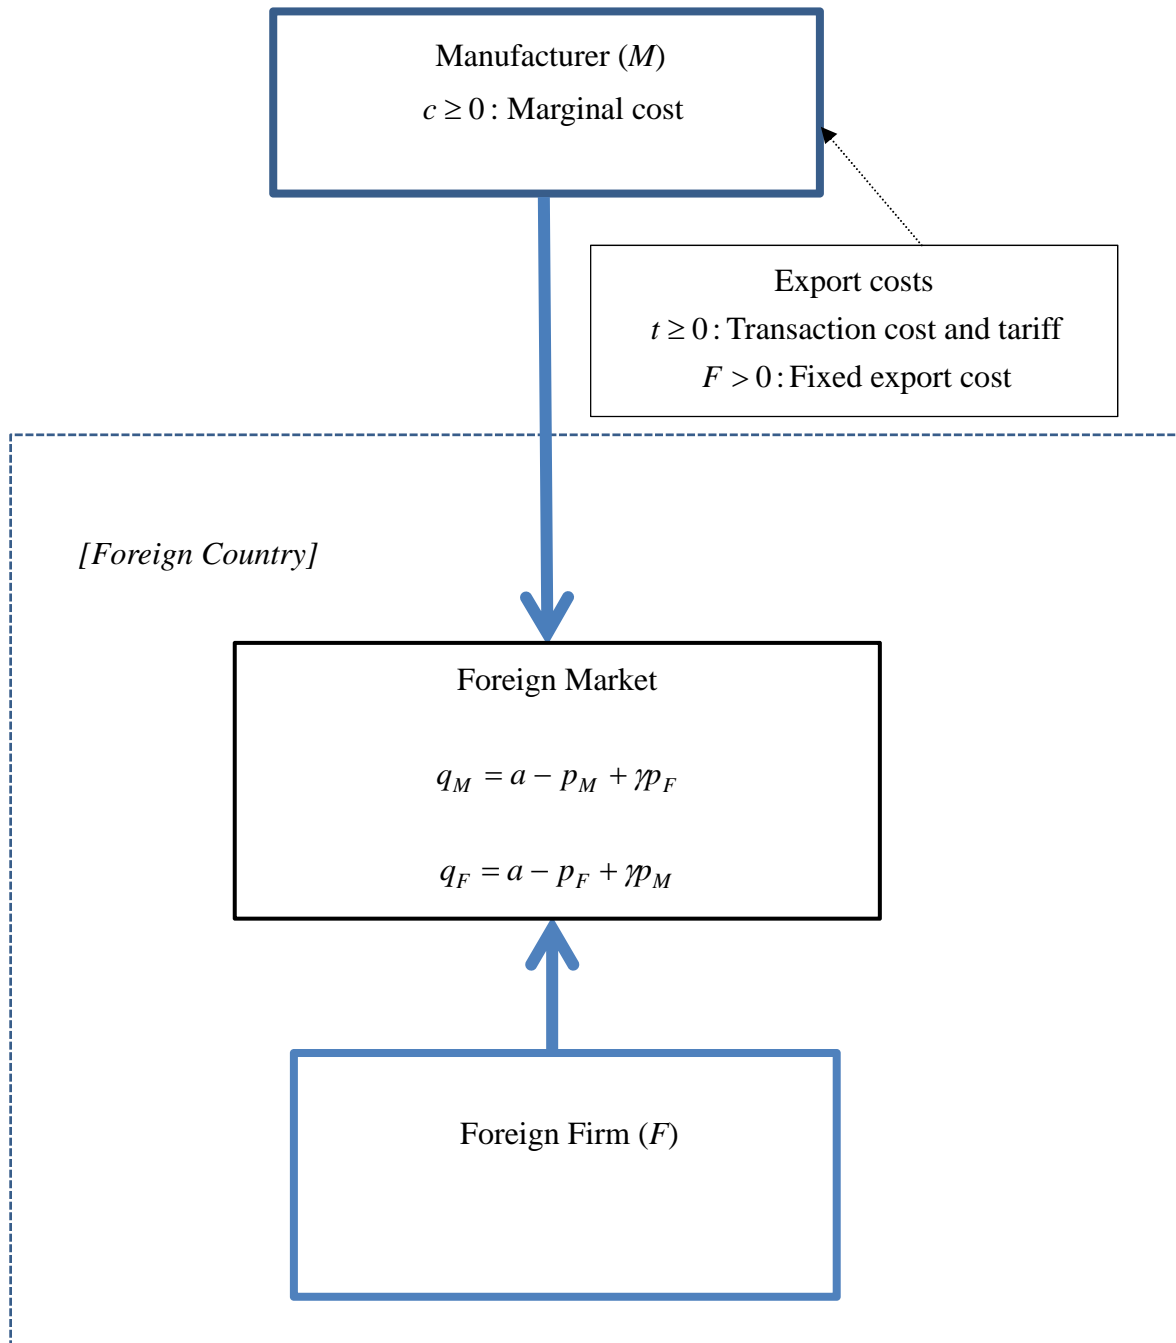 Manufacturer (M)
c ≥ 0 : Marginal cost
Export costs
t ≥ 0 : Transaction cost and tariff
F > 0 : Fixed export cost
[Foreign Country]
Foreign Market
q_M = a − p_M + γp_F
q_F = a − p_F + γp_M
Foreign Firm (F)